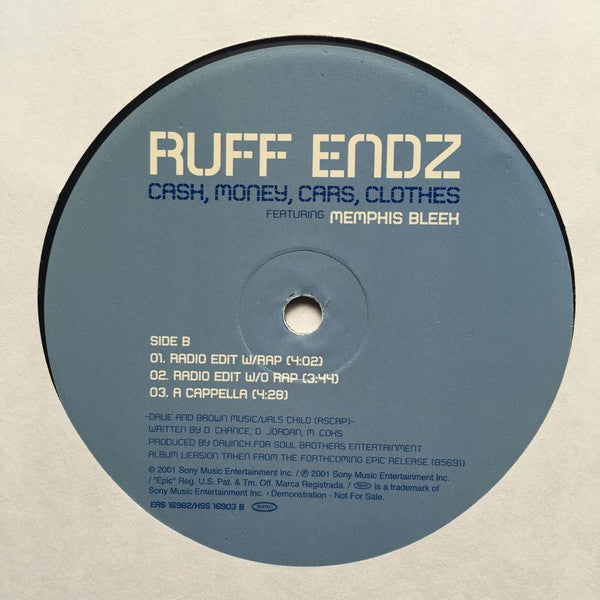 RUFF ENDZ
CASH, MONEY, CARS, CLOTHES
FEATURING MEMPHIS BLEEK
SIDE B
01. RADIO EDIT W/RAP (4:02)
02. RADIO EDIT W/O RAP (3:44)
03. A CAPPELLA (4:28)
-DAVE AND BROWN MUSIC/VALS CHILD (ASCAP)-
WRITTEN BY D. CHANCE, D. JORDAN, M. COXS
PRODUCED BY DAVINCH FOR SOUL BROTHERS ENTERTAINMENT
ALBUM VERSION TAKEN FROM THE FORTHCOMING EPIC RELEASE (85691)
© 2001 Sony Music Entertainment Inc. / ℗ 2001 Sony Music Entertainment Inc.
/ "Epic" Reg. U.S. Pat. & Tm. Off. Marca Registrada. / is a trademark of
Sony Music Entertainment Inc. • Demonstration - Not For Sale.
EAS 16982/HSS 16903 B